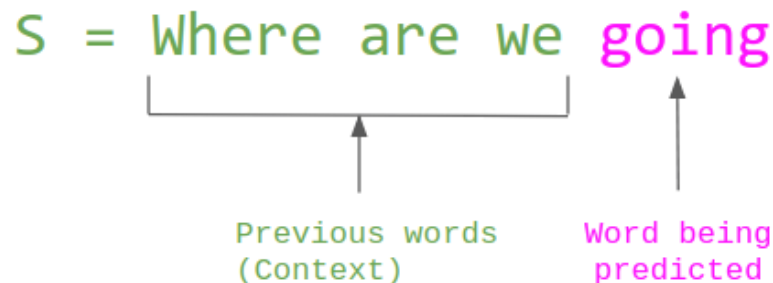 S = Where are we going
Previous words
(Context)
Word being
predicted